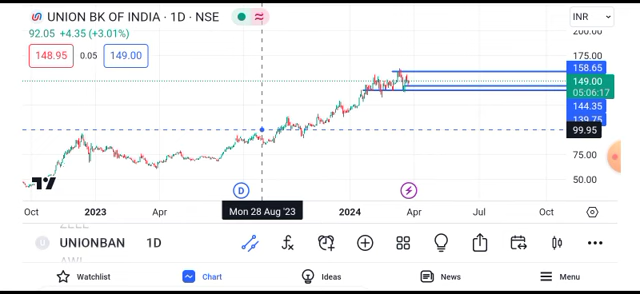 UNION BK OF INDIA · 1D · NSE
INR
92.05 +4.35 (+3.01%)
200.00
148.95 0.05 149.00
175.00
158.65
149.00
05:06:17
144.35
139.75
99.95
75.00
50.00
D
Mon 28 Aug '23
Oct 2023 Apr 2024 Apr Jul Oct
U UNIONBAN 1D
Watchlist Chart Ideas News Menu